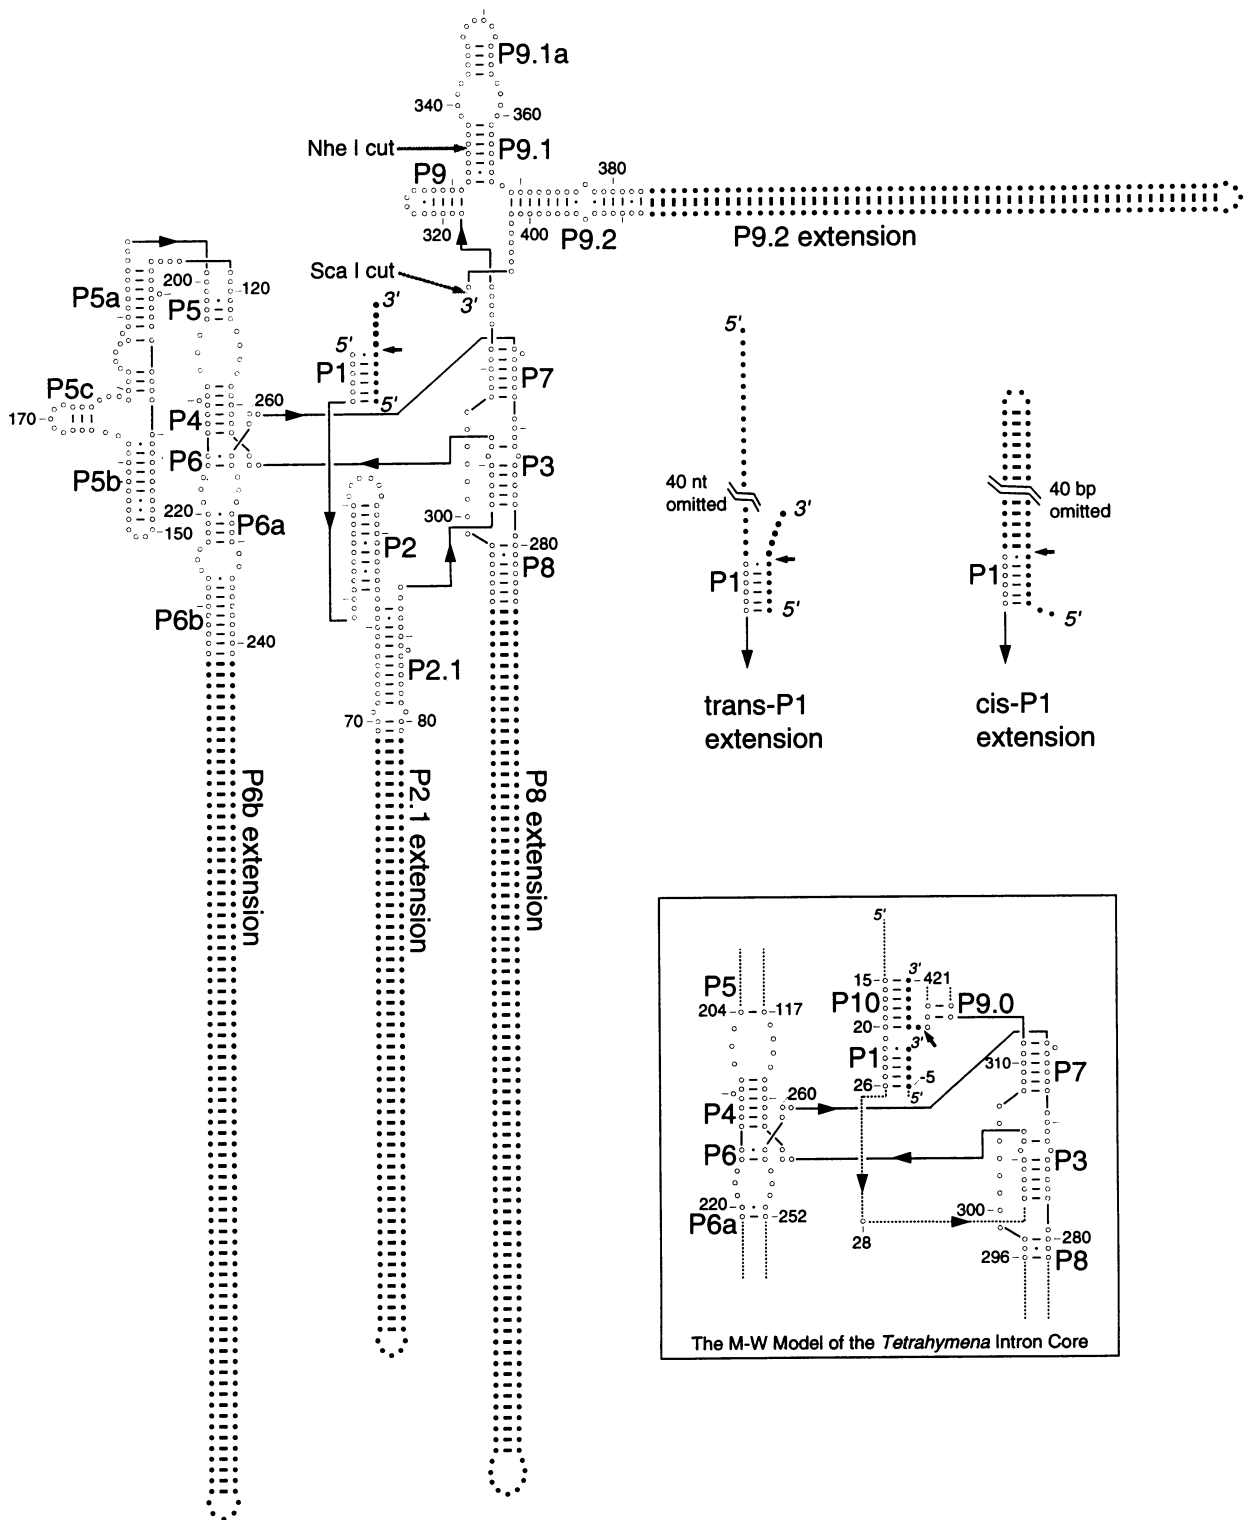 P9.1a
340
360
Nhe I cut
P9.1
P9
380
320
400
P9.2
P9.2 extension
Sca I cut
3'
P5a
200
120
P5
3'
5'
P1
5'
P7
P5c
170
260
P4
P6
P3
P5b
220
150
P6a
300
P2
280
P8
P6b
240
P2.1
70
80
P6b extension
P2.1 extension
P8 extension
5'
40 nt
omitted
3'
P1
5'
trans-P1
extension
40 bp
omitted
P1
5'
cis-P1
extension
5'
P5
204
117
15
3'
421
P10
P9.0
20
P1
3'
26
-5
5'
310
P7
260
P4
P6
P3
220
252
P6a
300
28
280
296
P8
The M-W Model of the Tetrahymena Intron Core